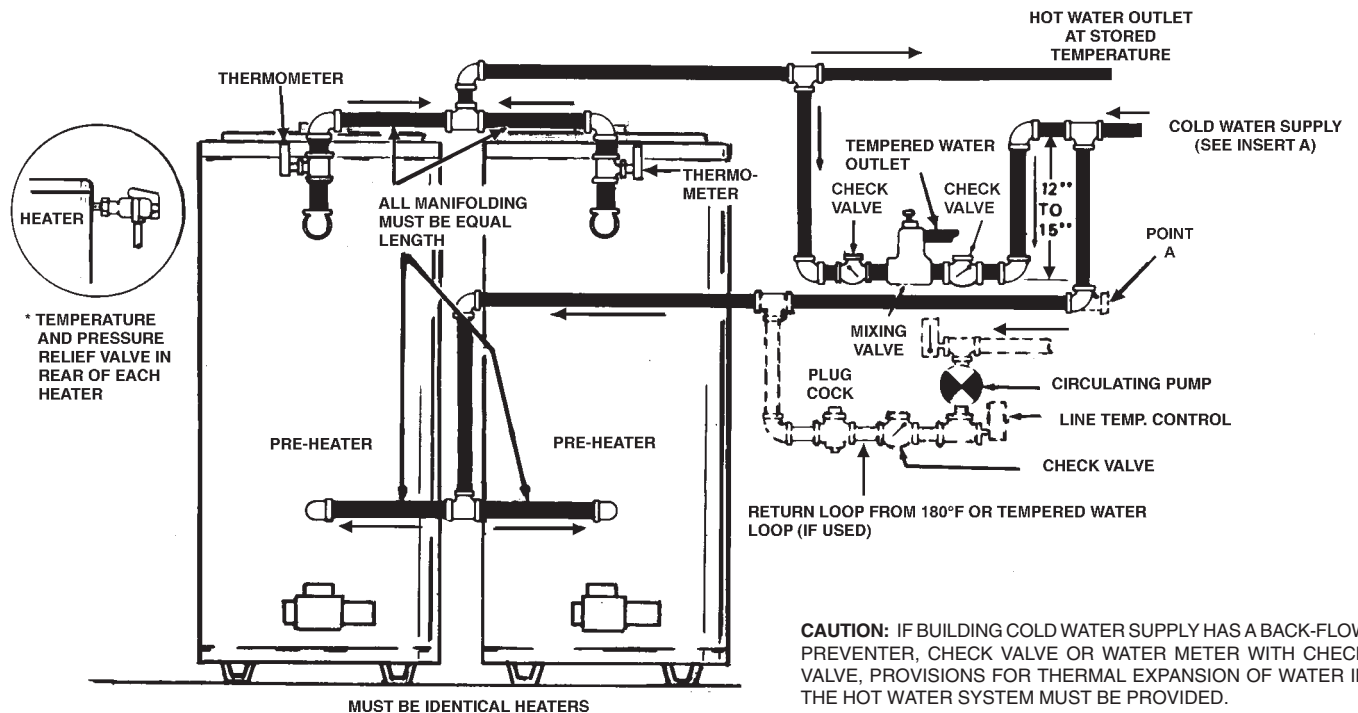 HOT WATER OUTLET
AT STORED
TEMPERATURE
THERMOMETER
COLD WATER SUPPLY
(SEE INSERT A)
TEMPERED WATER
OUTLET
CHECK
VALVE
CHECK
VALVE
12"
TO
15"
THERMO-
METER
HEATER
ALL MANIFOLDING
MUST BE EQUAL
LENGTH
POINT
A
* TEMPERATURE
AND PRESSURE
RELIEF VALVE IN
REAR OF EACH
HEATER
MIXING
VALVE
PLUG
COCK
CIRCULATING PUMP
LINE TEMP. CONTROL
PRE-HEATER
PRE-HEATER
CHECK VALVE
RETURN LOOP FROM 180°F OR TEMPERED WATER
LOOP (IF USED)
CAUTION: IF BUILDING COLD WATER SUPPLY HAS A BACK-FLOW
PREVENTER, CHECK VALVE OR WATER METER WITH CHECK
VALVE, PROVISIONS FOR THERMAL EXPANSION OF WATER IN
THE HOT WATER SYSTEM MUST BE PROVIDED.
MUST BE IDENTICAL HEATERS